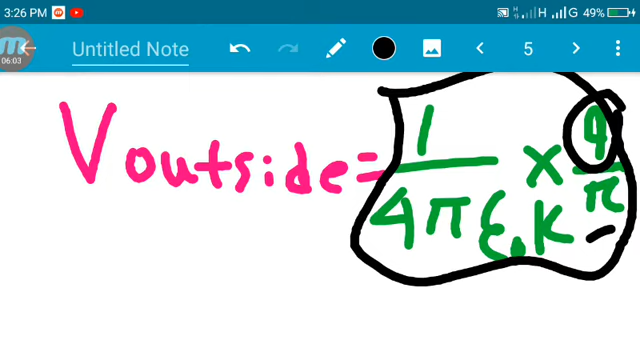 3:26 PM H G 49%
06:03 Untitled Note 5
Voutside = 1/4πε₀k × q/r